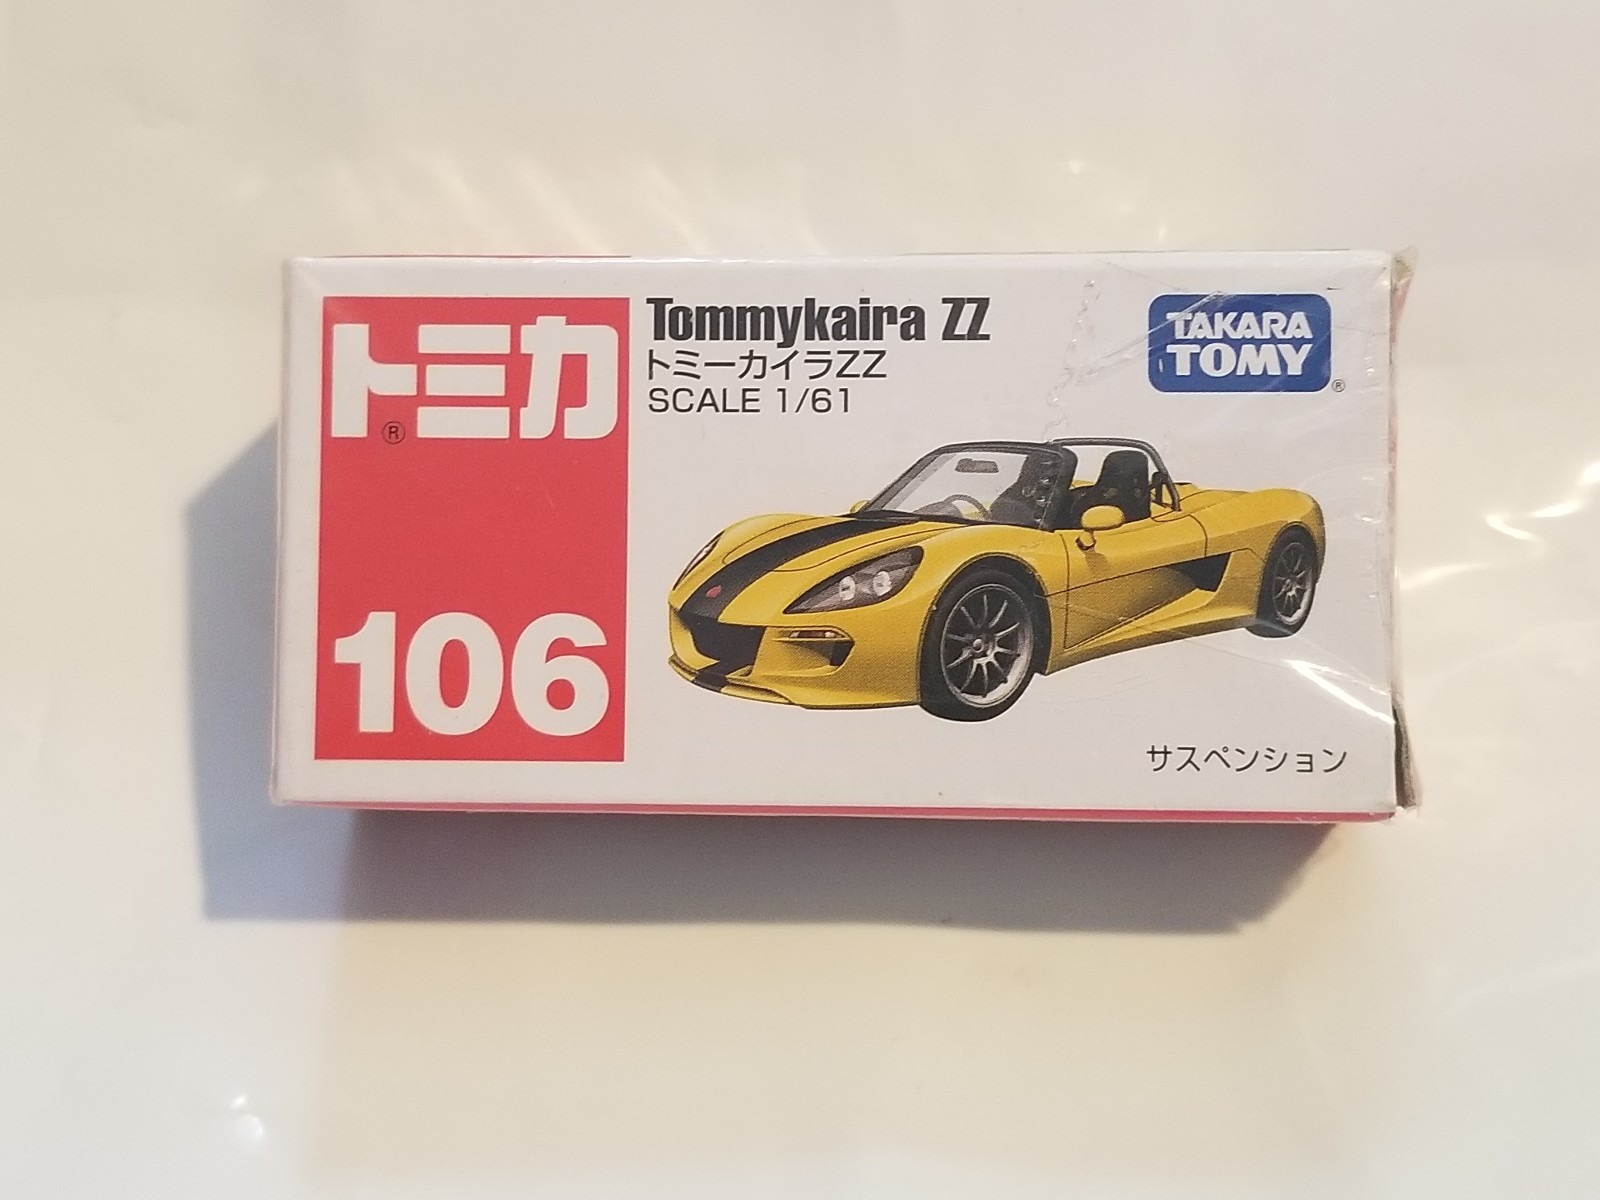 トミカ
®
106
Tommykaira ZZ
トミーカイラZZ
SCALE 1/61
TAKARA
TOMY
®
サスペンション